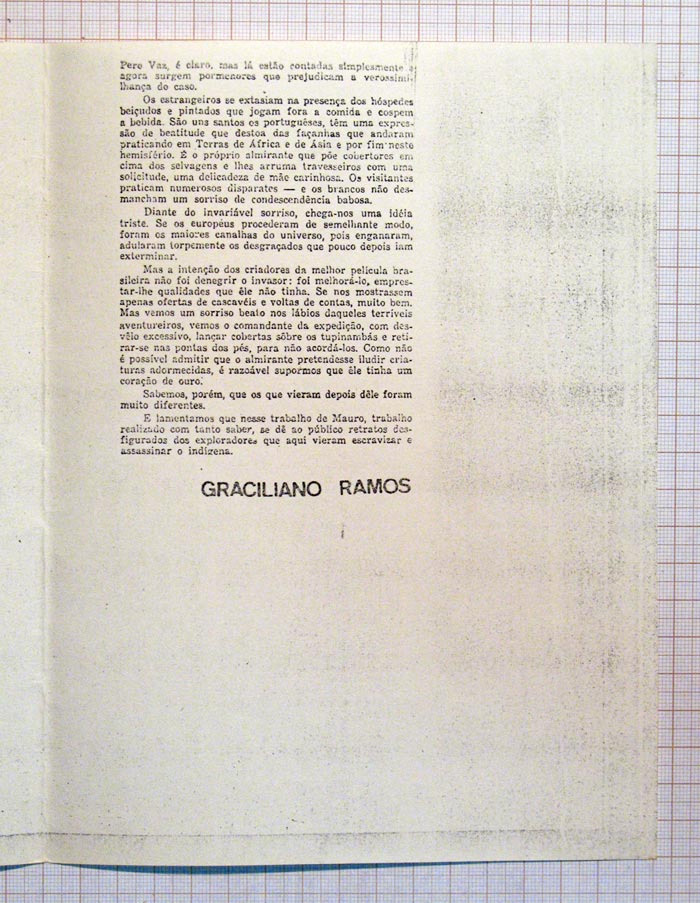 Pero Vaz, é claro, mas lá estão contadas simplesmente e
agora surgem pormenores que prejudicam a verossimi-
lhança do caso.
Os estrangeiros se extasiam na presença dos hóspedes
beiçudos e pintados que jogam fora a comida e cospem
a bebida. São uns santos os portuguêses, têm uma expres-
são de beatitude que destoa das façanhas que andaram
praticando em Terras de África e de Ásia e por fim neste
hemisfério. É o próprio almirante que põe cobertores em
cima dos selvagens e lhes arruma travesseiros com uma
solicitude, uma delicadeza de mãe carinhosa. Os visitantes
praticam numerosos disparates — e os brancos não des-
mancham um sorriso de condescendência babosa.
Diante do invariável sorriso, chega-nos uma idéia
triste. Se os européus procederam de semelhante modo,
foram os maiores canalhas do universo, pois enganaram,
adularam torpemente os desgraçados que pouco depois iam
exterminar.
Mas a intenção dos criadores da melhor película bra-
sileira não foi denegrir o invasor: foi melhorá-lo, empres-
tar-lhe qualidades que êle não tinha. Se nos mostrassem
apenas ofertas de cascavéis e voltas de contas, muito bem.
Mas vemos um sorriso beato nos lábios daqueles terríveis
aventureiros, vemos o comandante da expedição, com des-
vêlo excessivo, lançar cobertas sôbre os tupinambás e reti-
rar-se nas pontas dos pés, para não acordá-los. Como não
é possível admitir que o almirante pretendesse iludir cria-
turas adormecidas, é razoável supormos que êle tinha um
coração de ouro.
Sabemos, porém, que os que vieram depois dêle foram
muito diferentes.
E lamentamos que nesse trabalho de Mauro, trabalho
realizado com tanto saber, se dê ao público retratos des-
figurados dos exploradores que aqui vieram escravizar e
assassinar o indígena.
GRACILIANO RAMOS